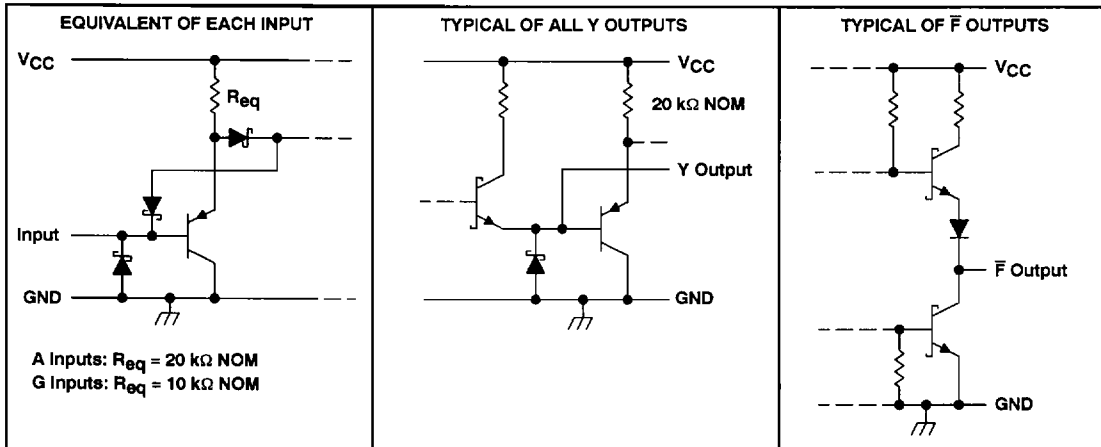 EQUIVALENT OF EACH INPUT
VCC
Req
Input
GND
A Inputs: Req = 20 kΩ NOM
G Inputs: Req = 10 kΩ NOM
TYPICAL OF ALL Y OUTPUTS
VCC
20 kΩ NOM
Y Output
GND
TYPICAL OF F̅ OUTPUTS
VCC
F̅ Output
GND